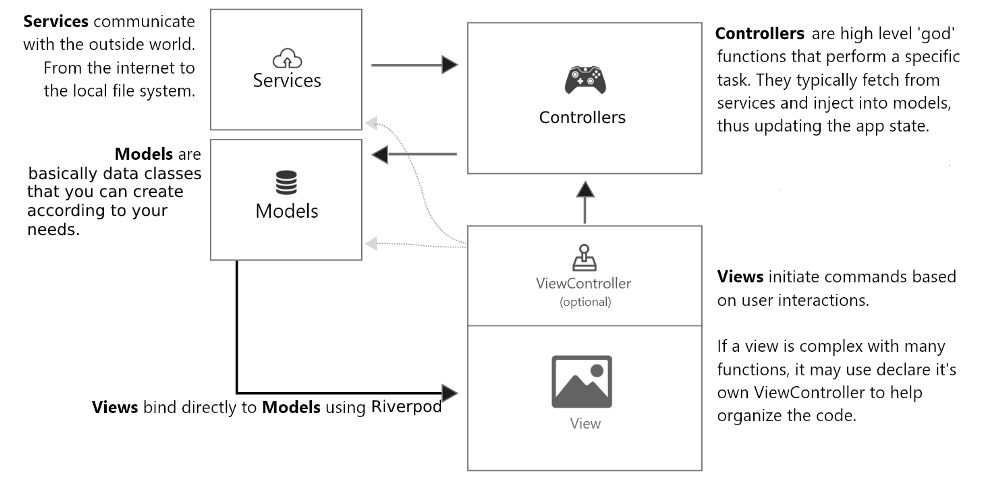 Services communicate
with the outside world.
From the internet to
the local file system.
Services
Controllers
Controllers are high level 'god'
functions that perform a specific
task. They typically fetch from
services and inject into models,
thus updating the app state.
Models are
basically data classes
that you can create
according to your
needs.
Models
ViewController
(optional)
Views initiate commands based
on user interactions.
If a view is complex with many
functions, it may use declare it's
own ViewController to help
organize the code.
Views bind directly to Models using Riverpod
View